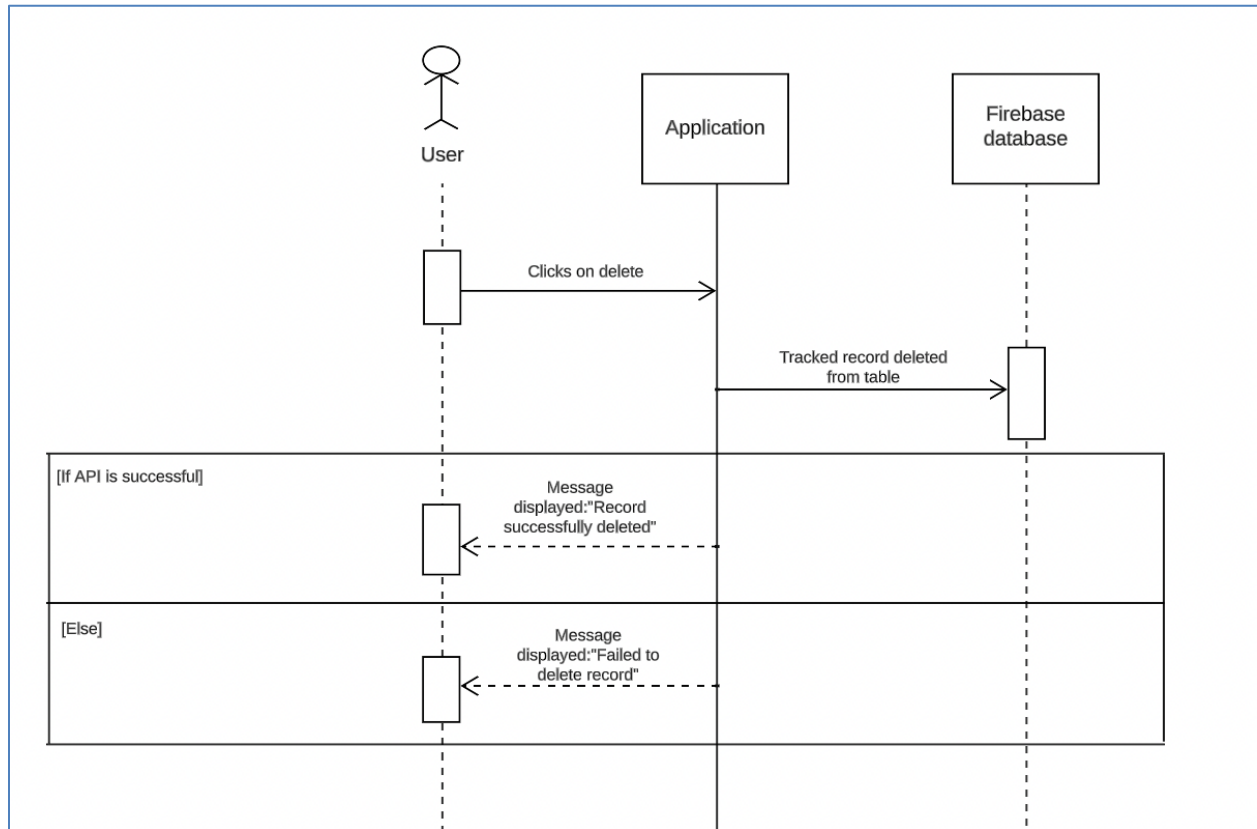 User
Application
Firebase
database
Clicks on delete
Tracked record deleted
from table
[If API is successful]
Message
displayed:"Record
successfully deleted"
[Else]
Message
displayed:"Failed to
delete record"